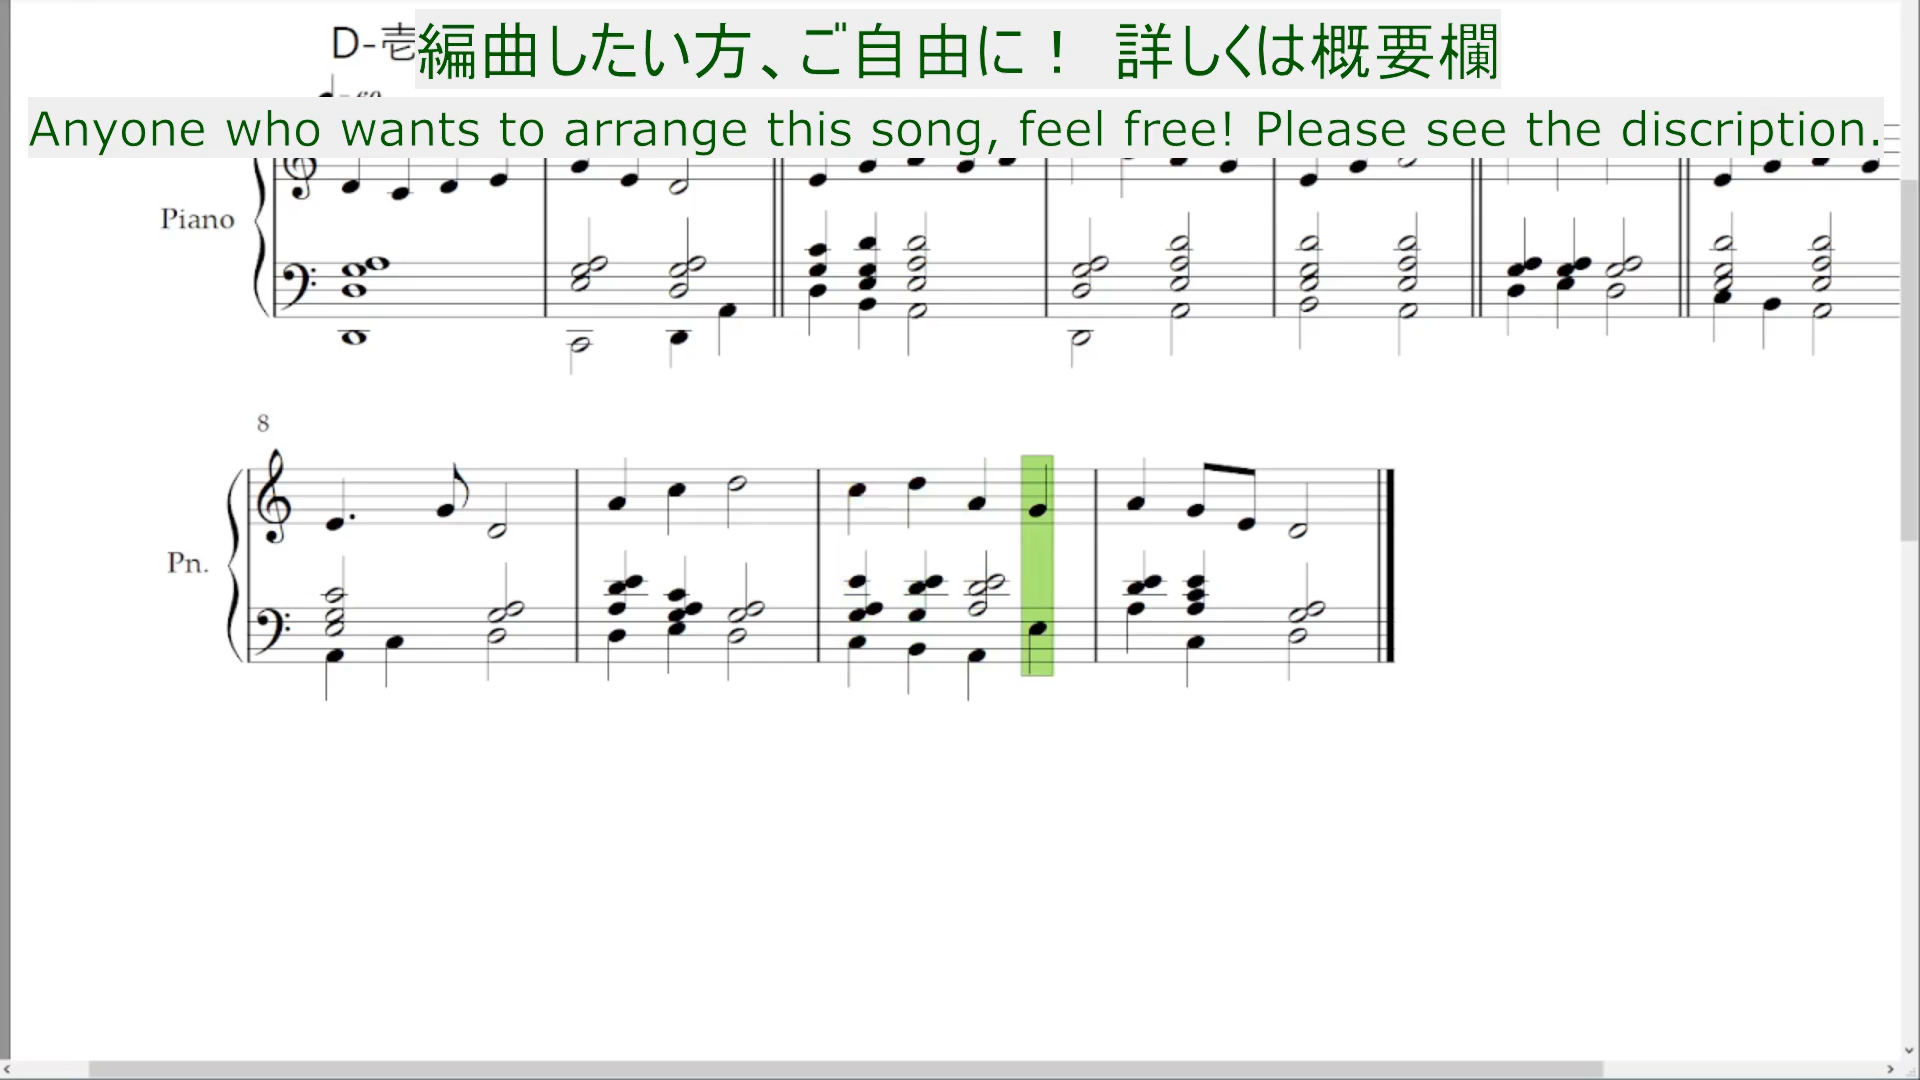 D-壱
編曲したい方、ご自由に！ 詳しくは概要欄
Anyone who wants to arrange this song, feel free! Please see the discription.
Piano
8
Pn.